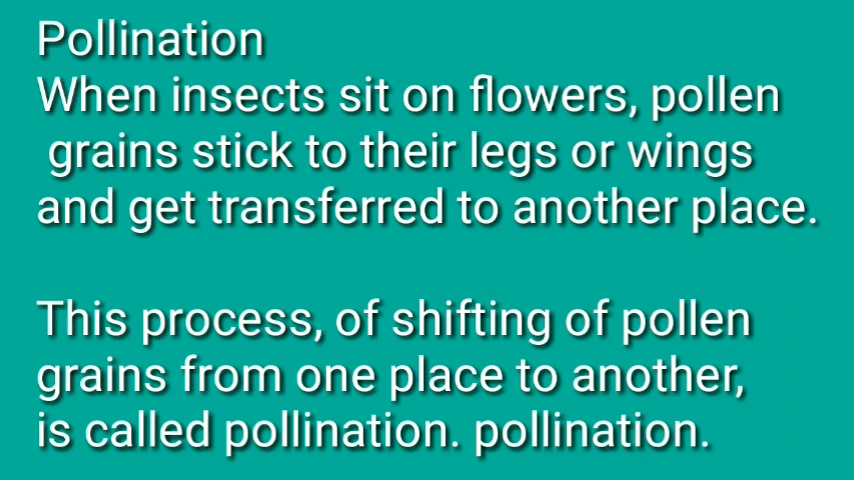 Pollination
When insects sit on flowers, pollen
grains stick to their legs or wings
and get transferred to another place.
This process, of shifting of pollen
grains from one place to another,
is called pollination. pollination.